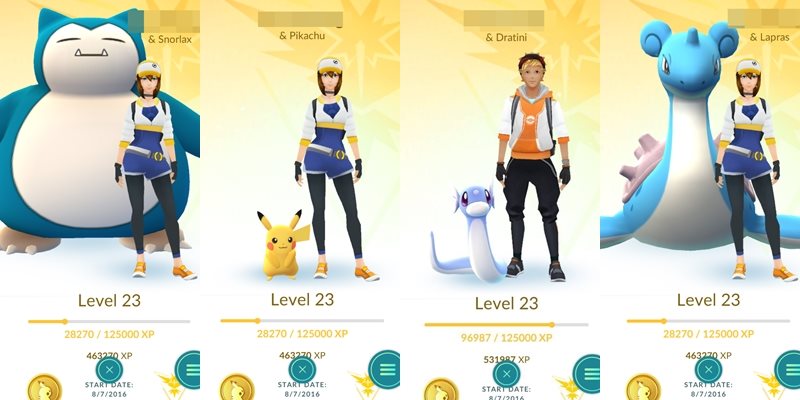 & Snorlax
Level 23
28270 / 125000 XP
463270 XP
START DATE:
8/7/2016
& Pikachu
Level 23
28270 / 125000 XP
463270 XP
START DATE:
8/7/2016
& Dratini
Level 23
96987 / 125000 XP
531987 XP
START DATE:
8/7/2016
& Lapras
Level 23
28270 / 125000 XP
463270 XP
START DATE:
8/7/2016